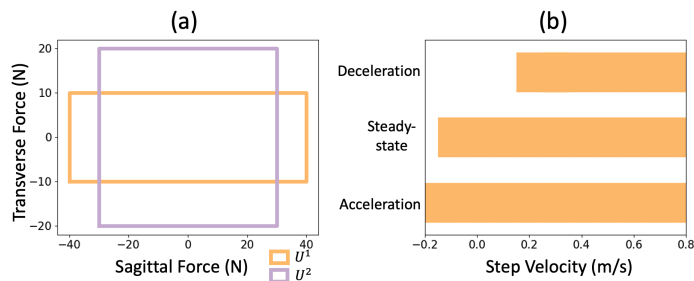 (a)
Transverse Force (N)
20
10
0
−10
−20
−40
−20
0
20
40
Sagittal Force (N)
U¹
U²
(b)
Deceleration
Steady-
state
Acceleration
−0.2
0.0
0.2
0.4
0.6
0.8
Step Velocity (m/s)